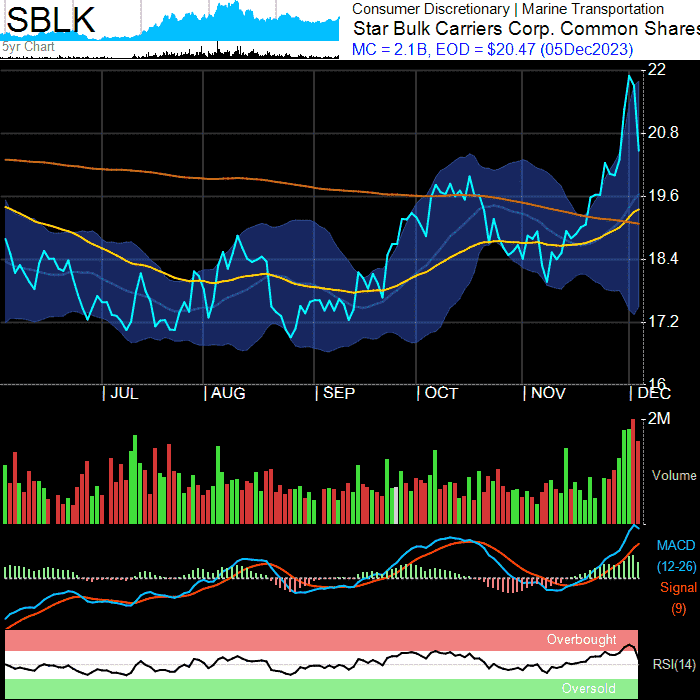 SBLK
5yr Chart
Consumer Discretionary | Marine Transportation
Star Bulk Carriers Corp. Common Shares
MC = 2.1B, EOD = $20.47 (05Dec2023)
22
20.8
19.6
18.4
17.2
16
JUL AUG SEP OCT NOV DEC
2M
Volume
MACD
(12-26)
Signal
(9)
Overbought
RSI(14)
Oversold